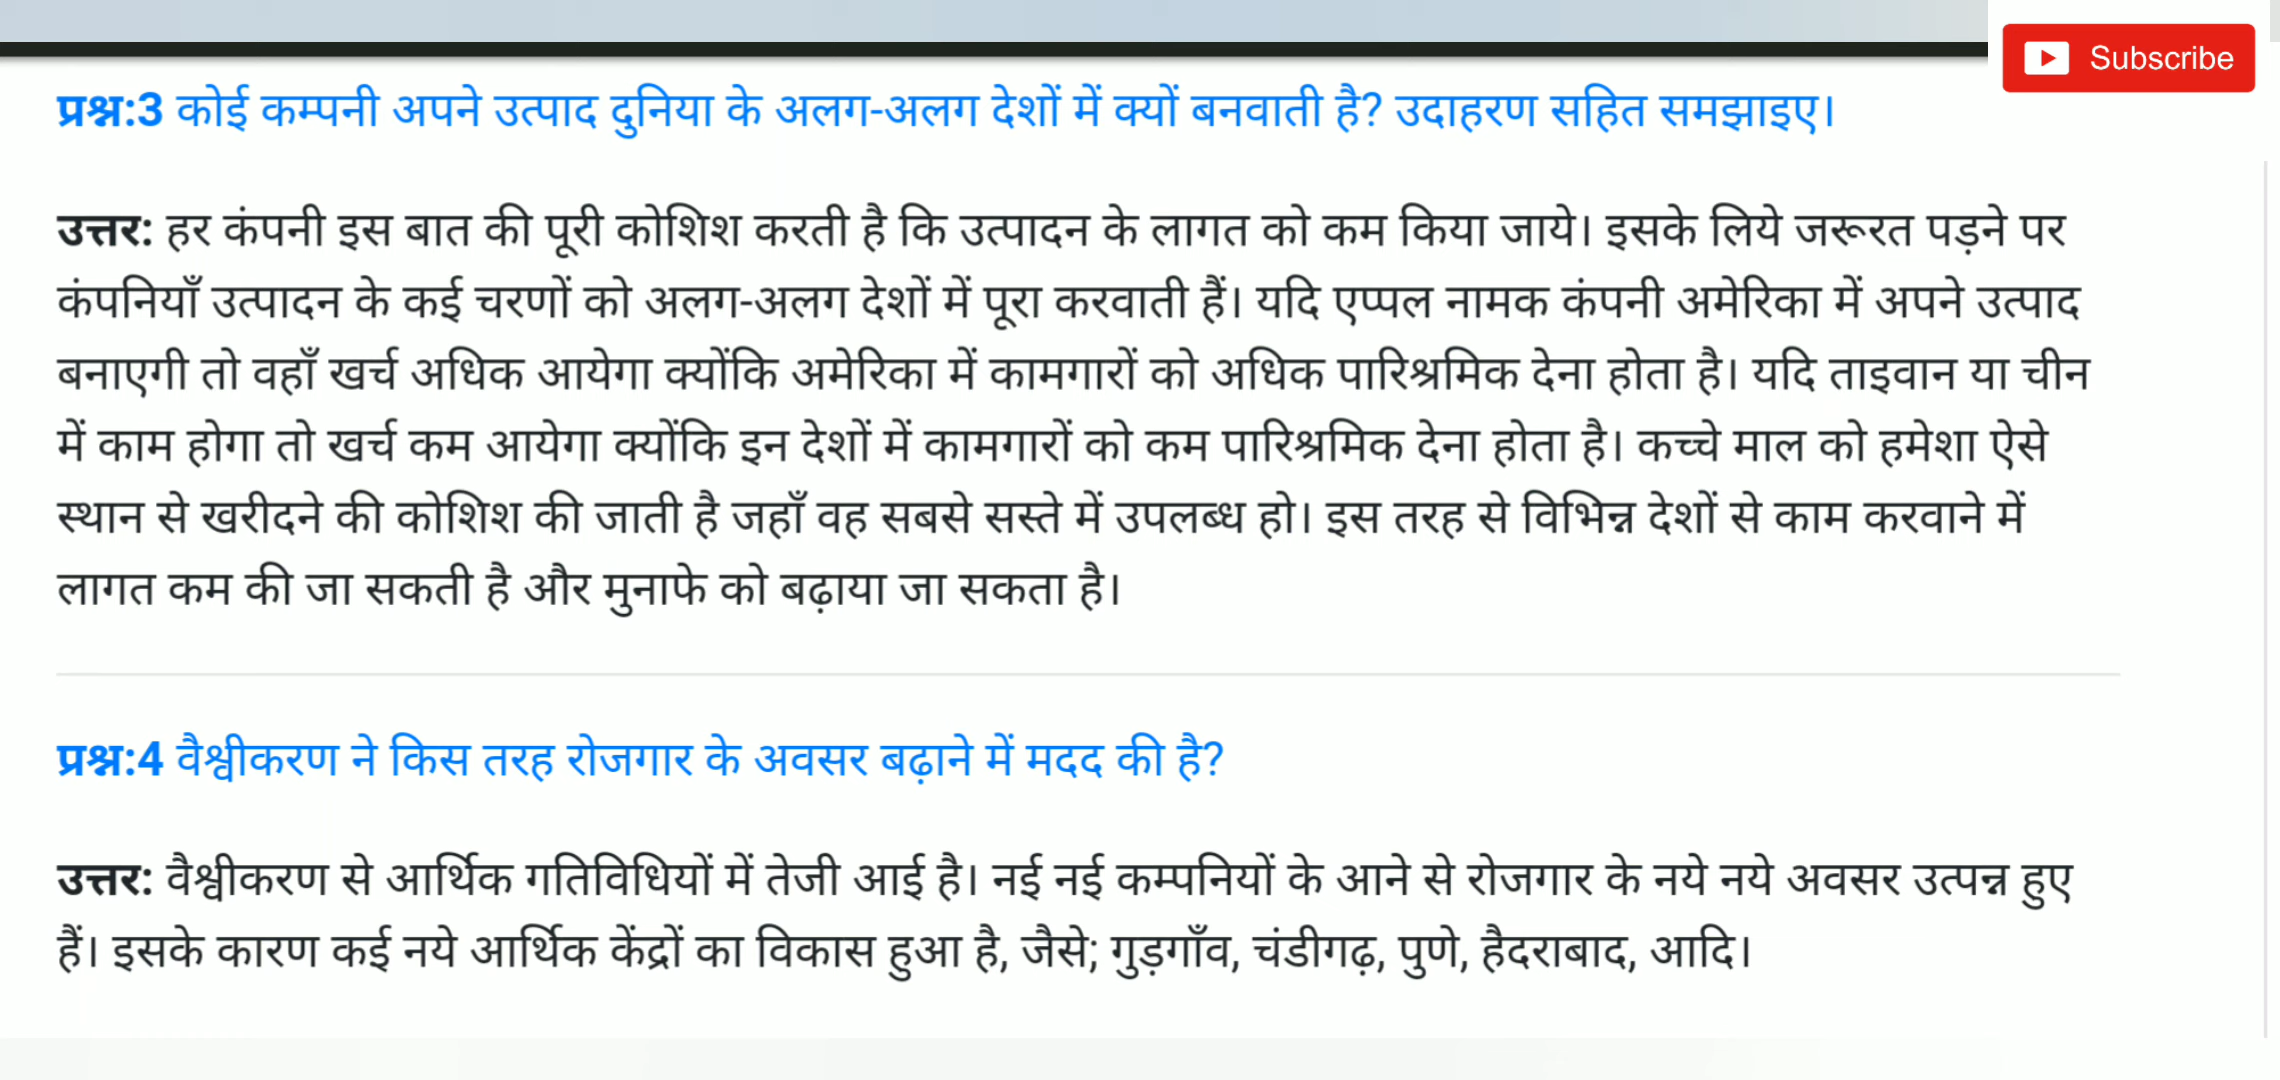 Subscribe
प्रश्न:3 कोई कम्पनी अपने उत्पाद दुनिया के अलग-अलग देशों में क्यों बनवाती है? उदाहरण सहित समझाइए।
उत्तर: हर कंपनी इस बात की पूरी कोशिश करती है कि उत्पादन के लागत को कम किया जाये। इसके लिये जरूरत पड़ने पर
कंपनियाँ उत्पादन के कई चरणों को अलग-अलग देशों में पूरा करवाती हैं। यदि एप्पल नामक कंपनी अमेरिका में अपने उत्पाद
बनाएगी तो वहाँ खर्च अधिक आयेगा क्योंकि अमेरिका में कामगारों को अधिक पारिश्रमिक देना होता है। यदि ताइवान या चीन
में काम होगा तो खर्च कम आयेगा क्योंकि इन देशों में कामगारों को कम पारिश्रमिक देना होता है। कच्चे माल को हमेशा ऐसे
स्थान से खरीदने की कोशिश की जाती है जहाँ वह सबसे सस्ते में उपलब्ध हो। इस तरह से विभिन्न देशों से काम करवाने में
लागत कम की जा सकती है और मुनाफे को बढ़ाया जा सकता है।
प्रश्न:4 वैश्वीकरण ने किस तरह रोजगार के अवसर बढ़ाने में मदद की है?
उत्तर: वैश्वीकरण से आर्थिक गतिविधियों में तेजी आई है। नई नई कम्पनियों के आने से रोजगार के नये नये अवसर उत्पन्न हुए
हैं। इसके कारण कई नये आर्थिक केंद्रों का विकास हुआ है, जैसे; गुड़गाँव, चंडीगढ़, पुणे, हैदराबाद, आदि।